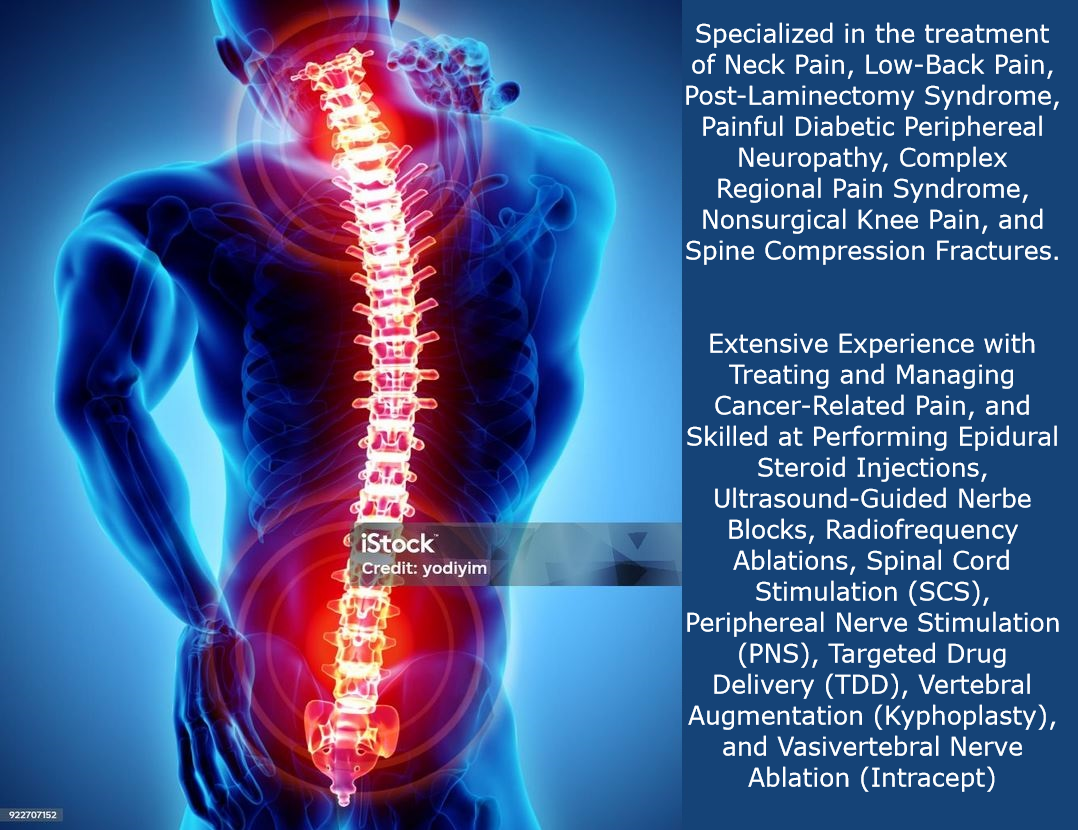 Specialized in the treatment
of Neck Pain, Low-Back Pain,
Post-Laminectomy Syndrome,
Painful Diabetic Periphereal
Neuropathy, Complex
Regional Pain Syndrome,
Nonsurgical Knee Pain, and
Spine Compression Fractures.
Extensive Experience with
Treating and Managing
Cancer-Related Pain, and
Skilled at Performing Epidural
Steroid Injections,
Ultrasound-Guided Nerbe
Blocks, Radiofrequency
Ablations, Spinal Cord
Stimulation (SCS),
Periphereal Nerve Stimulation
(PNS), Targeted Drug
Delivery (TDD), Vertebral
Augmentation (Kyphoplasty),
and Vasivertebral Nerve
Ablation (Intracept)
iStock
Credit: yodiyim
922707152